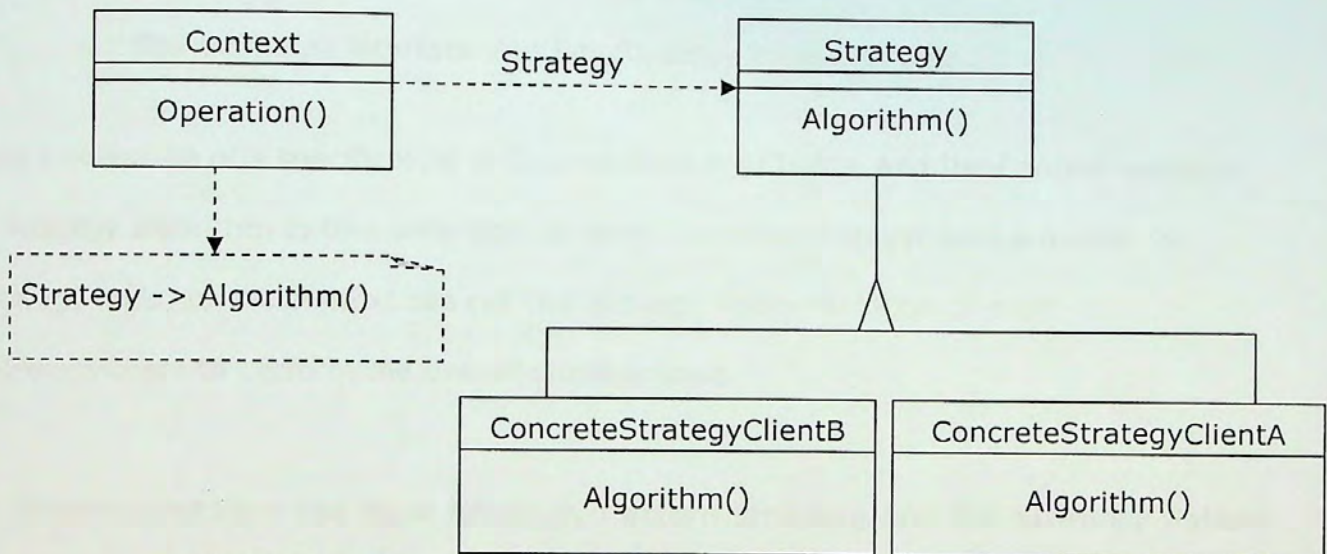 Context
Operation()
Strategy
Strategy
Algorithm()
Strategy -> Algorithm()
ConcreteStrategyClientB
Algorithm()
ConcreteStrategyClientA
Algorithm()